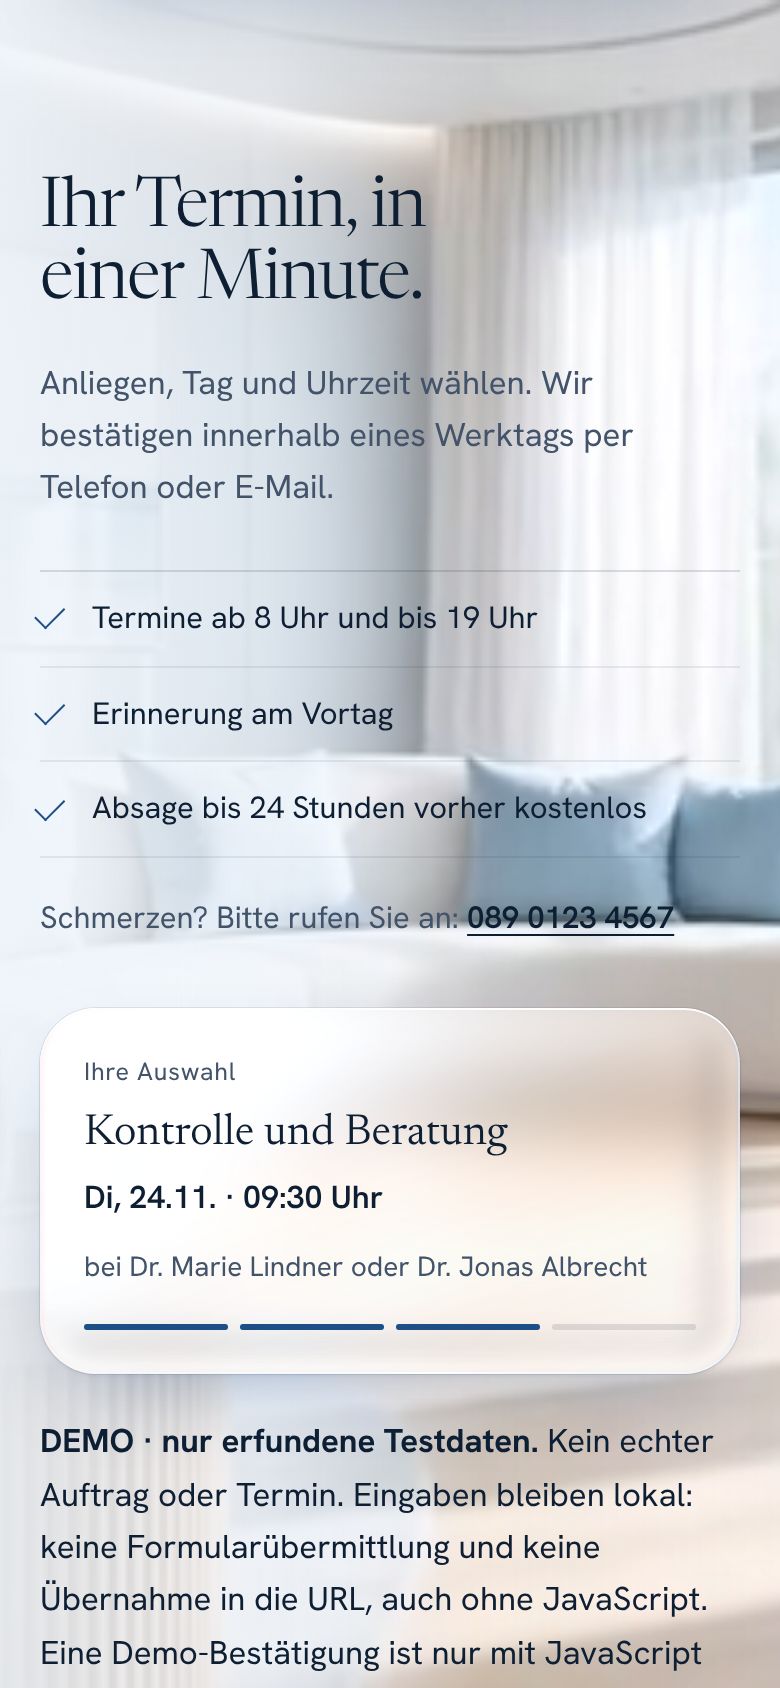 Ihr Termin, in
einer Minute.
Anliegen, Tag und Uhrzeit wählen. Wir
bestätigen innerhalb eines Werktags per
Telefon oder E-Mail.
Termine ab 8 Uhr und bis 19 Uhr
Erinnerung am Vortag
Absage bis 24 Stunden vorher kostenlos
Schmerzen? Bitte rufen Sie an: 089 0123 4567
Ihre Auswahl
Kontrolle und Beratung
Di, 24.11. · 09:30 Uhr
bei Dr. Marie Lindner oder Dr. Jonas Albrecht
DEMO · nur erfundene Testdaten. Kein echter
Auftrag oder Termin. Eingaben bleiben lokal:
keine Formularübermittlung und keine
Übernahme in die URL, auch ohne JavaScript.
Eine Demo-Bestätigung ist nur mit JavaScript